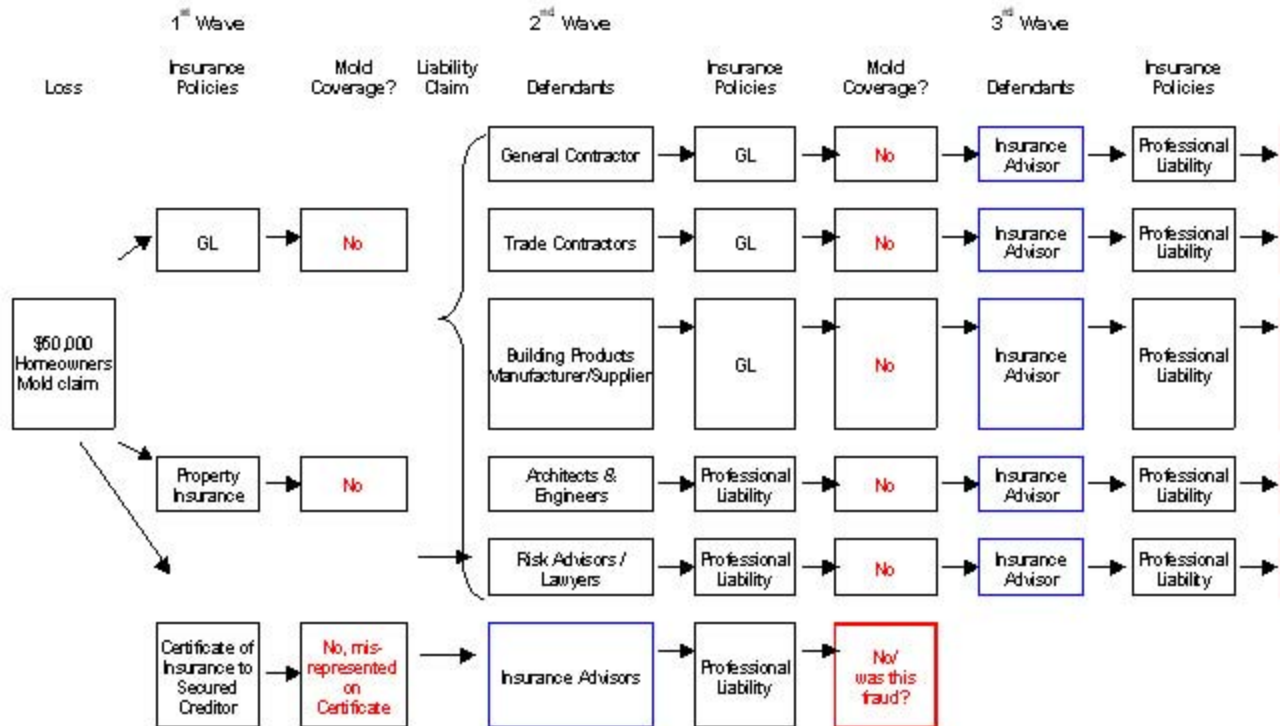 1st Wave
2nd Wave
3rd Wave
Loss
Insurance
Policies
Mold
Coverage?
Liability
Claim
Defendants
Insurance
Policies
Mold
Coverage?
Defendants
Insurance
Policies
General Contractor
GL
No
Insurance
Advisor
Professional
Liability
GL
No
Trade Contractors
GL
No
Insurance
Advisor
Professional
Liability
$50,000
Homeowners
Mold claim
Building Products
Manufacturer/Supplier
GL
No
Insurance
Advisor
Professional
Liability
Property
Insurance
No
Architects &
Engineers
Professional
Liability
No
Insurance
Advisor
Professional
Liability
Risk Advisors /
Lawyers
Professional
Liability
No
Insurance
Advisor
Professional
Liability
Certificate of
Insurance to
Secured
Creditor
No, mis-
represented
on
Certificate
Insurance Advisors
Professional
Liability
No/
was this
fraud?